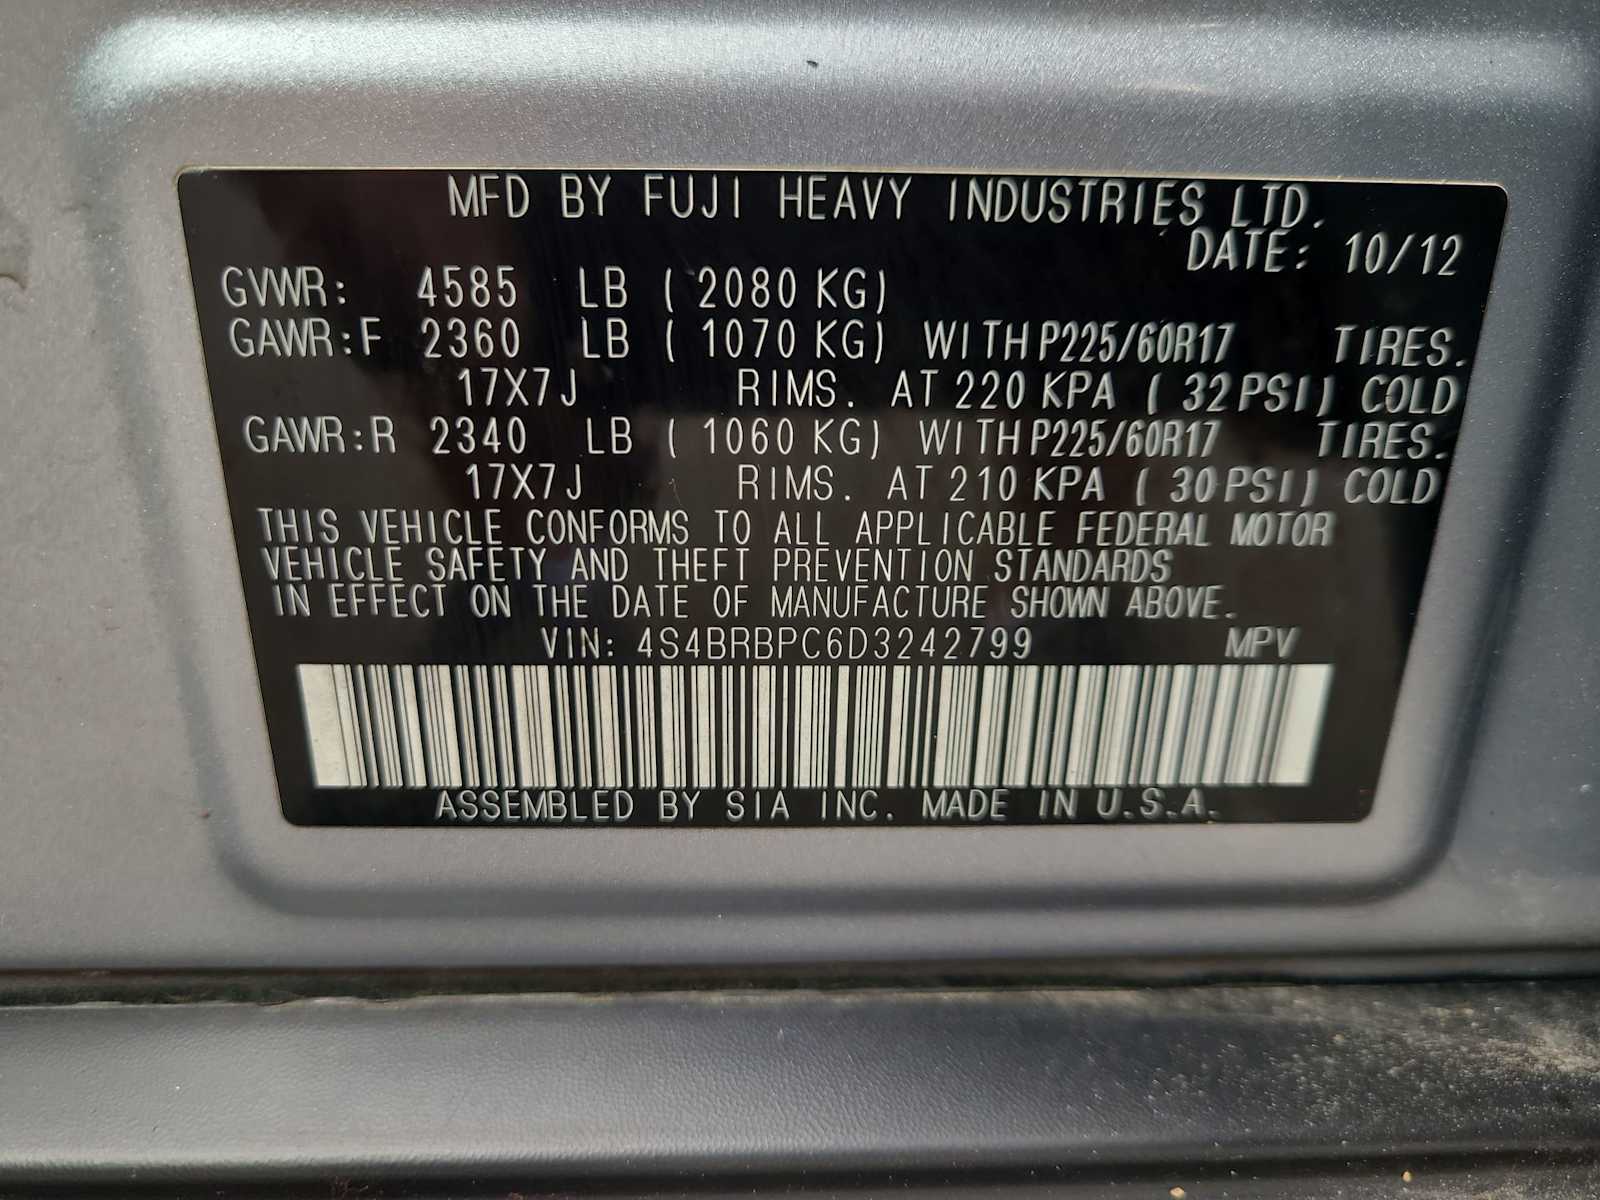 MFD BY FUJI HEAVY INDUSTRIES LTD.
DATE: 10/12
GVWR: 4585 LB ( 2080 KG)
GAWR:F 2360 LB ( 1070 KG) WITH P225/60R17 TIRES.
17X7J RIMS. AT 220 KPA ( 32 PSI) COLD
GAWR:R 2340 LB ( 1060 KG) WITH P225/60R17 TIRES.
17X7J RIMS. AT 210 KPA ( 30 PSI) COLD
THIS VEHICLE CONFORMS TO ALL APPLICABLE FEDERAL MOTOR
VEHICLE SAFETY AND THEFT PREVENTION STANDARDS
IN EFFECT ON THE DATE OF MANUFACTURE SHOWN ABOVE.
VIN: 4S4BRBPC6D3242799 MPV
ASSEMBLED BY SIA INC. MADE IN U.S.A.